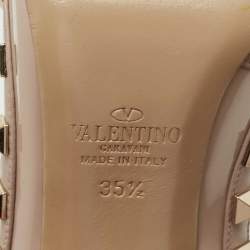 VALENTINO
GARAVANI
MADE IN ITALY
35½